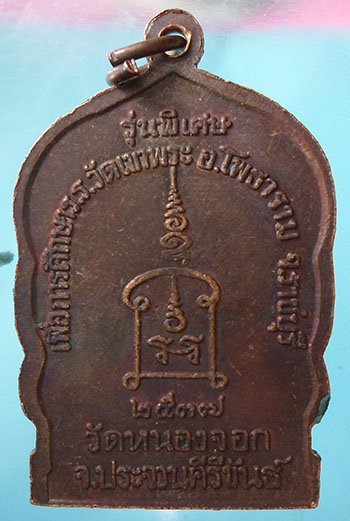 รุ่นพิเศษ
เพื่อการศึกษา ร.ร.วัดเขาพระ อ.โพธาราม จ.ราชบุรี
๒๕๓๗
วัดหนองจอก
จ.ประจวบคีรีขันธ์